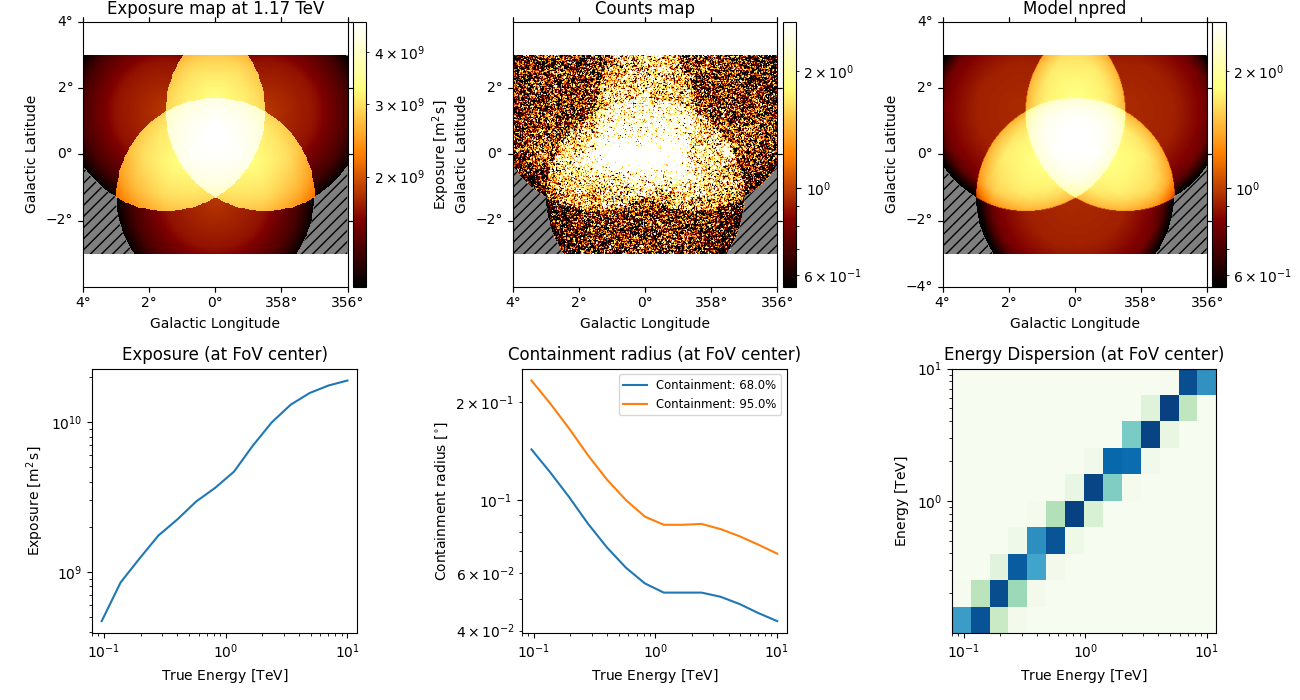 Exposure map at 1.17 TeV
4°
2°
0°
−2°
Galactic Latitude
4° 2° 0° 358° 356°
Galactic Longitude
4 × 10⁹
3 × 10⁹
2 × 10⁹
Exposure [m² s]
Counts map
2°
0°
−2°
Galactic Latitude
4° 2° 0° 358° 356°
Galactic Longitude
2 × 10⁰
10⁰
6 × 10⁻¹
Model npred
4°
2°
0°
−2°
−4°
Galactic Latitude
4° 2° 0° 358° 356°
Galactic Longitude
2 × 10⁰
10⁰
6 × 10⁻¹
Exposure (at FoV center)
10¹⁰
10⁹
Exposure [m² s]
10⁻¹ 10⁰ 10¹
True Energy [TeV]
Containment radius (at FoV center)
Containment: 68.0%
Containment: 95.0%
2 × 10⁻¹
10⁻¹
6 × 10⁻²
4 × 10⁻²
Containment radius [°]
10⁻¹ 10⁰ 10¹
True Energy [TeV]
Energy Dispersion (at FoV center)
10¹
10⁰
Energy [TeV]
10⁻¹ 10⁰ 10¹
True Energy [TeV]